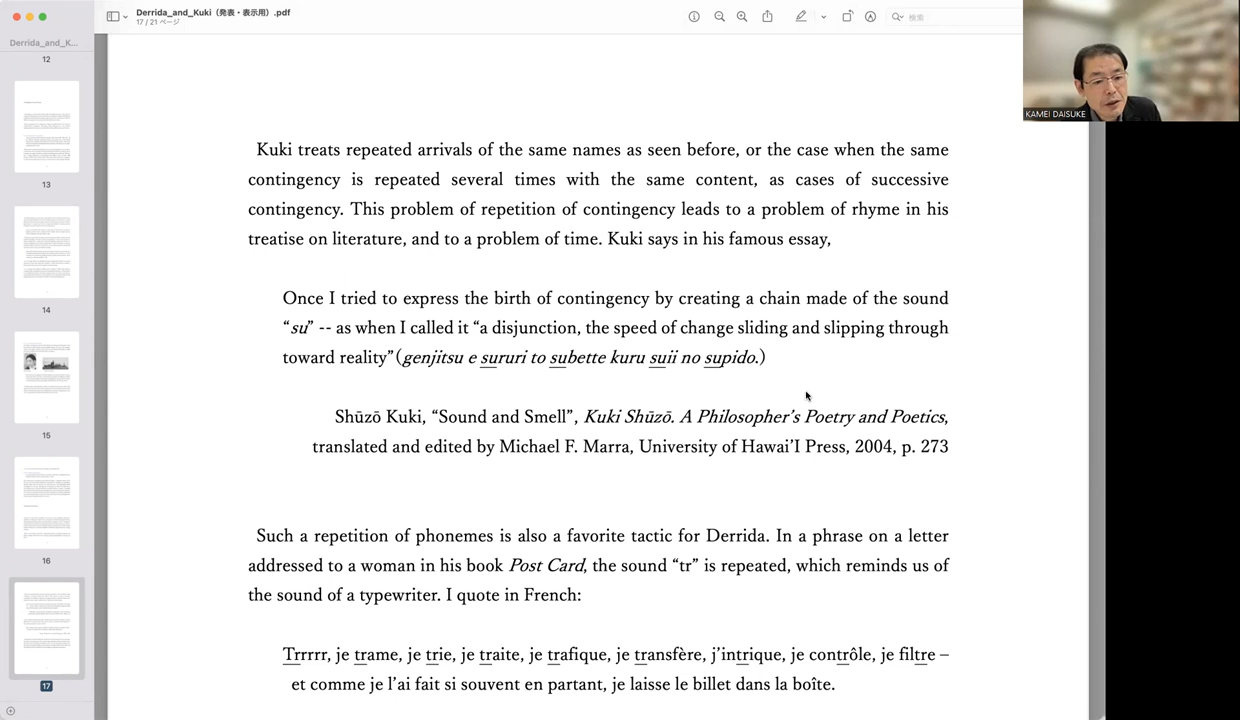 Derrida_and_Kuki（発表・表示用）.pdf
17 / 21 ページ
検索
Derrida_and_K...
12
13
14
15
16
17
KAMEI DAISUKE
Kuki treats repeated arrivals of the same names as seen before, or the case when the same
contingency is repeated several times with the same content, as cases of successive
contingency. This problem of repetition of contingency leads to a problem of rhyme in his
treatise on literature, and to a problem of time. Kuki says in his famous essay,
Once I tried to express the birth of contingency by creating a chain made of the sound
“su” -- as when I called it “a disjunction, the speed of change sliding and slipping through
toward reality” (genjitsu e sururi to subette kuru suii no supido.)
Shūzō Kuki, “Sound and Smell”, Kuki Shūzō. A Philosopher’s Poetry and Poetics,
translated and edited by Michael F. Marra, University of Hawai’I Press, 2004, p. 273
Such a repetition of phonemes is also a favorite tactic for Derrida. In a phrase on a letter
addressed to a woman in his book Post Card, the sound “tr” is repeated, which reminds us of
the sound of a typewriter. I quote in French:
Trrrrr, je trame, je trie, je traite, je trafique, je transfère, j’intrique, je contrôle, je filtre –
et comme je l’ai fait si souvent en partant, je laisse le billet dans la boîte.